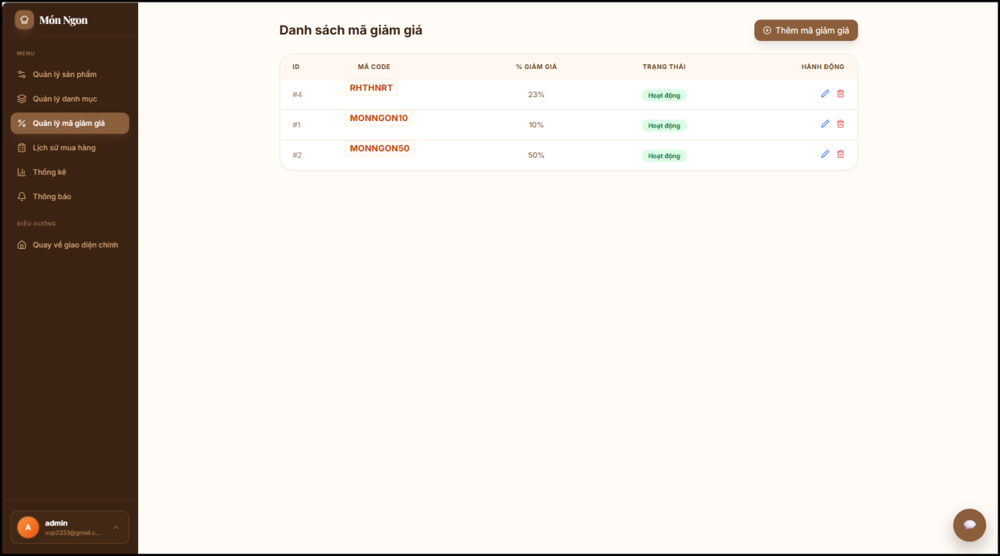 Món Ngon
MENU
Quản lý sản phẩm
Quản lý danh mục
Quản lý mã giảm giá
Lịch sử mua hàng
Thống kê
Thông báo
ĐIỀU HƯỚNG
Quay về giao diện chính
A
admin
vup2333@gmail.c...
Danh sách mã giảm giá
Thêm mã giảm giá
ID MÃ CODE % GIẢM GIÁ TRẠNG THÁI HÀNH ĐỘNG
#4 RHTHNRT 23% Hoạt động
#1 MONNGON10 10% Hoạt động
#2 MONNGON50 50% Hoạt động